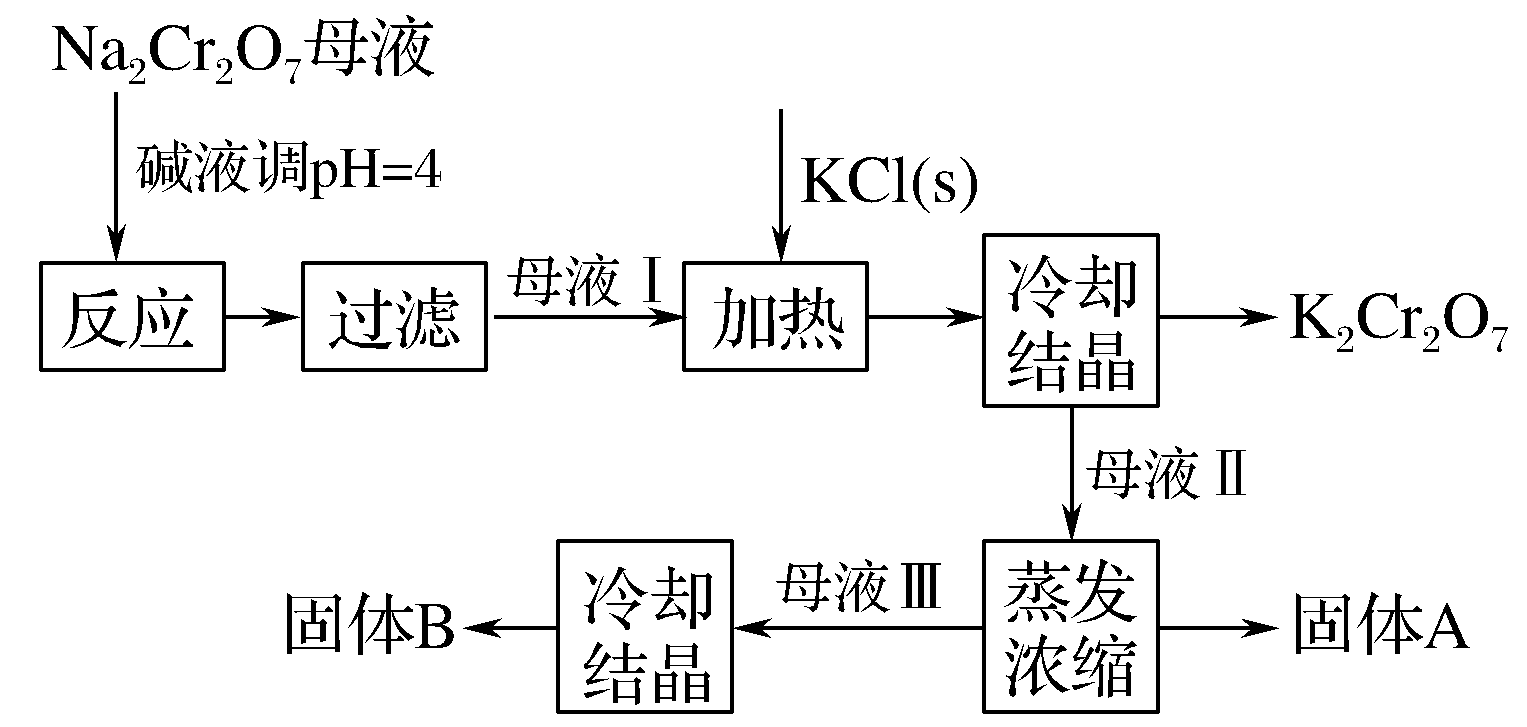 Na₂Cr₂O₇母液
碱液调pH=4
KCl(s)
反应
过滤
母液Ⅰ
加热
冷却
结晶
K₂Cr₂O₇
母液Ⅱ
固体B
冷却
结晶
母液Ⅲ
蒸发
浓缩
固体A